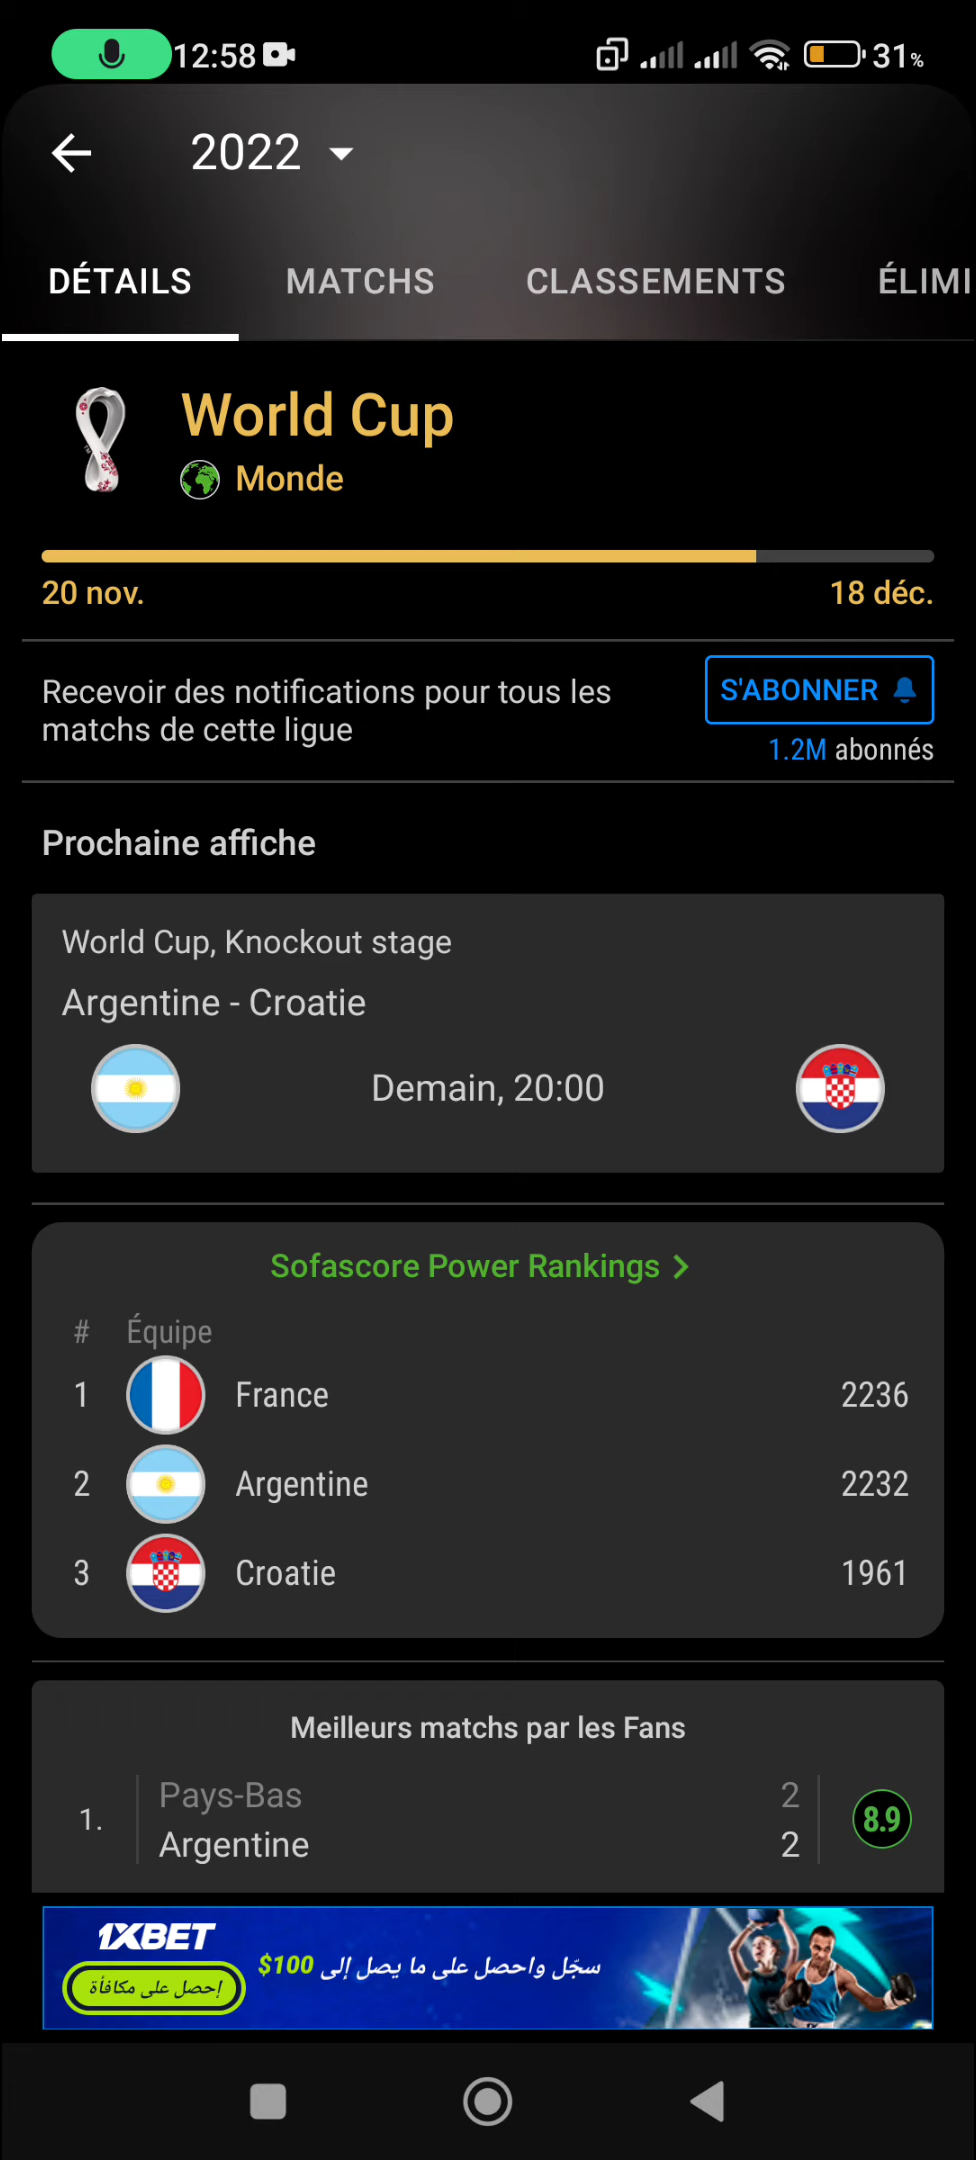 12:58
31%
2022
DÉTAILS MATCHS CLASSEMENTS ÉLIMI
World Cup
Monde
20 nov. 18 déc.
Recevoir des notifications pour tous les
matchs de cette ligue
S'ABONNER
1.2M abonnés
Prochaine affiche
World Cup, Knockout stage
Argentine - Croatie
Demain, 20:00
Sofascore Power Rankings
# Équipe
1 France 2236
2 Argentine 2232
3 Croatie 1961
Meilleurs matchs par les Fans
1.
Pays-Bas 2
Argentine 2
8.9
1XBET
إحصل على مكافأة
سجّل واحصل على ما يصل إلى 100$